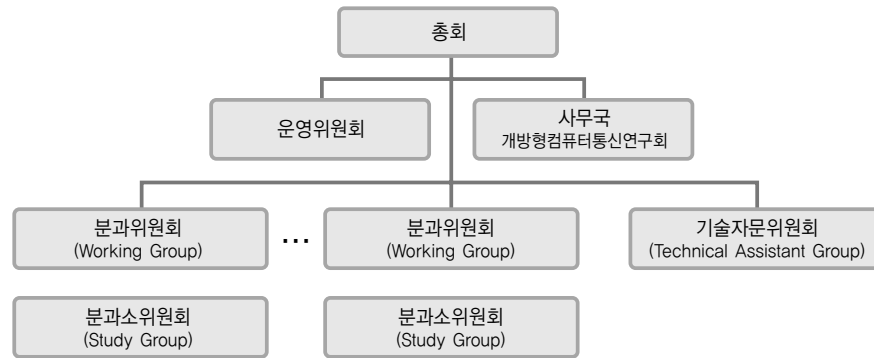 총회
운영위원회
사무국
개방형컴퓨터통신연구회
분과위원회
(Working Group)
...
분과위원회
(Working Group)
기술자문위원회
(Technical Assistant Group)
분과소위원회
(Study Group)
분과소위원회
(Study Group)